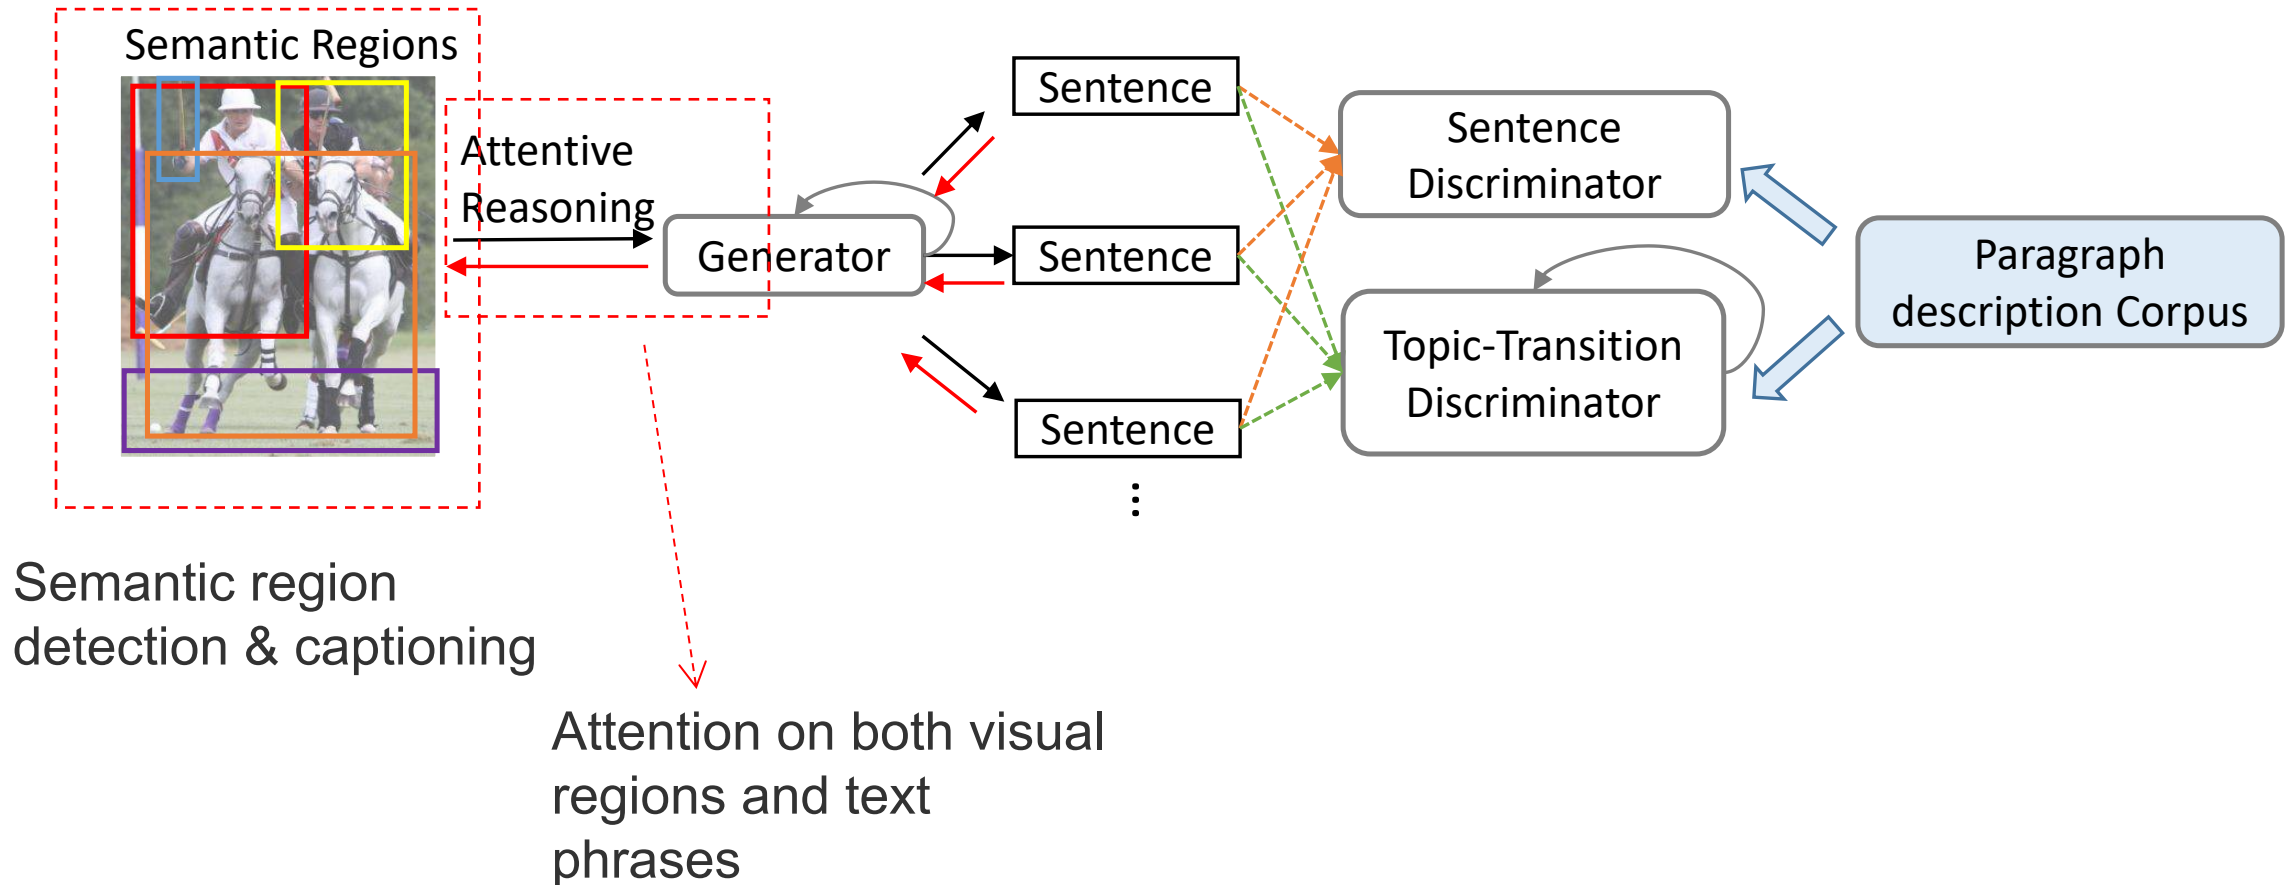 Semantic Regions
Attentive
Reasoning
Generator
Sentence
Sentence
Sentence
...
Sentence
Discriminator
Topic-Transition
Discriminator
Paragraph
description Corpus
Semantic region
detection & captioning
Attention on both visual
regions and text
phrases